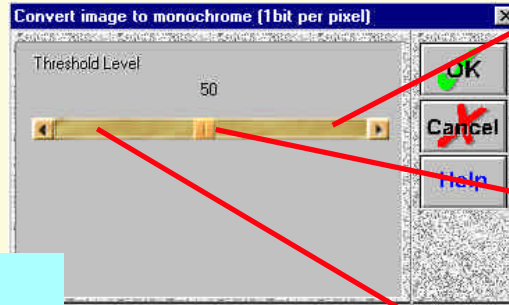 Convert image to monochrome (1bit per pixel)
Threshold Level
50
OK
Cancel
Help